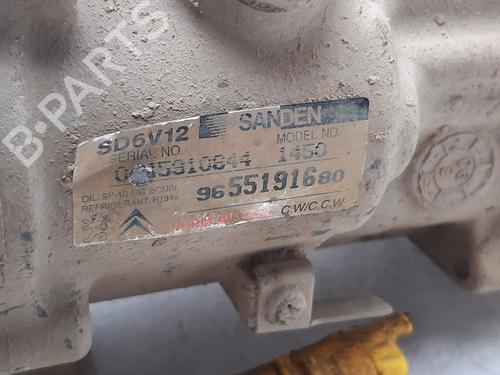 B-PARTS
SD6V12 SANDEN
SERIAL NO. MODEL NO.
1450
OIL: SP-10 OR EQUIV.
REFRIGERANT: R134a
9655191680
C.W/C.C.W